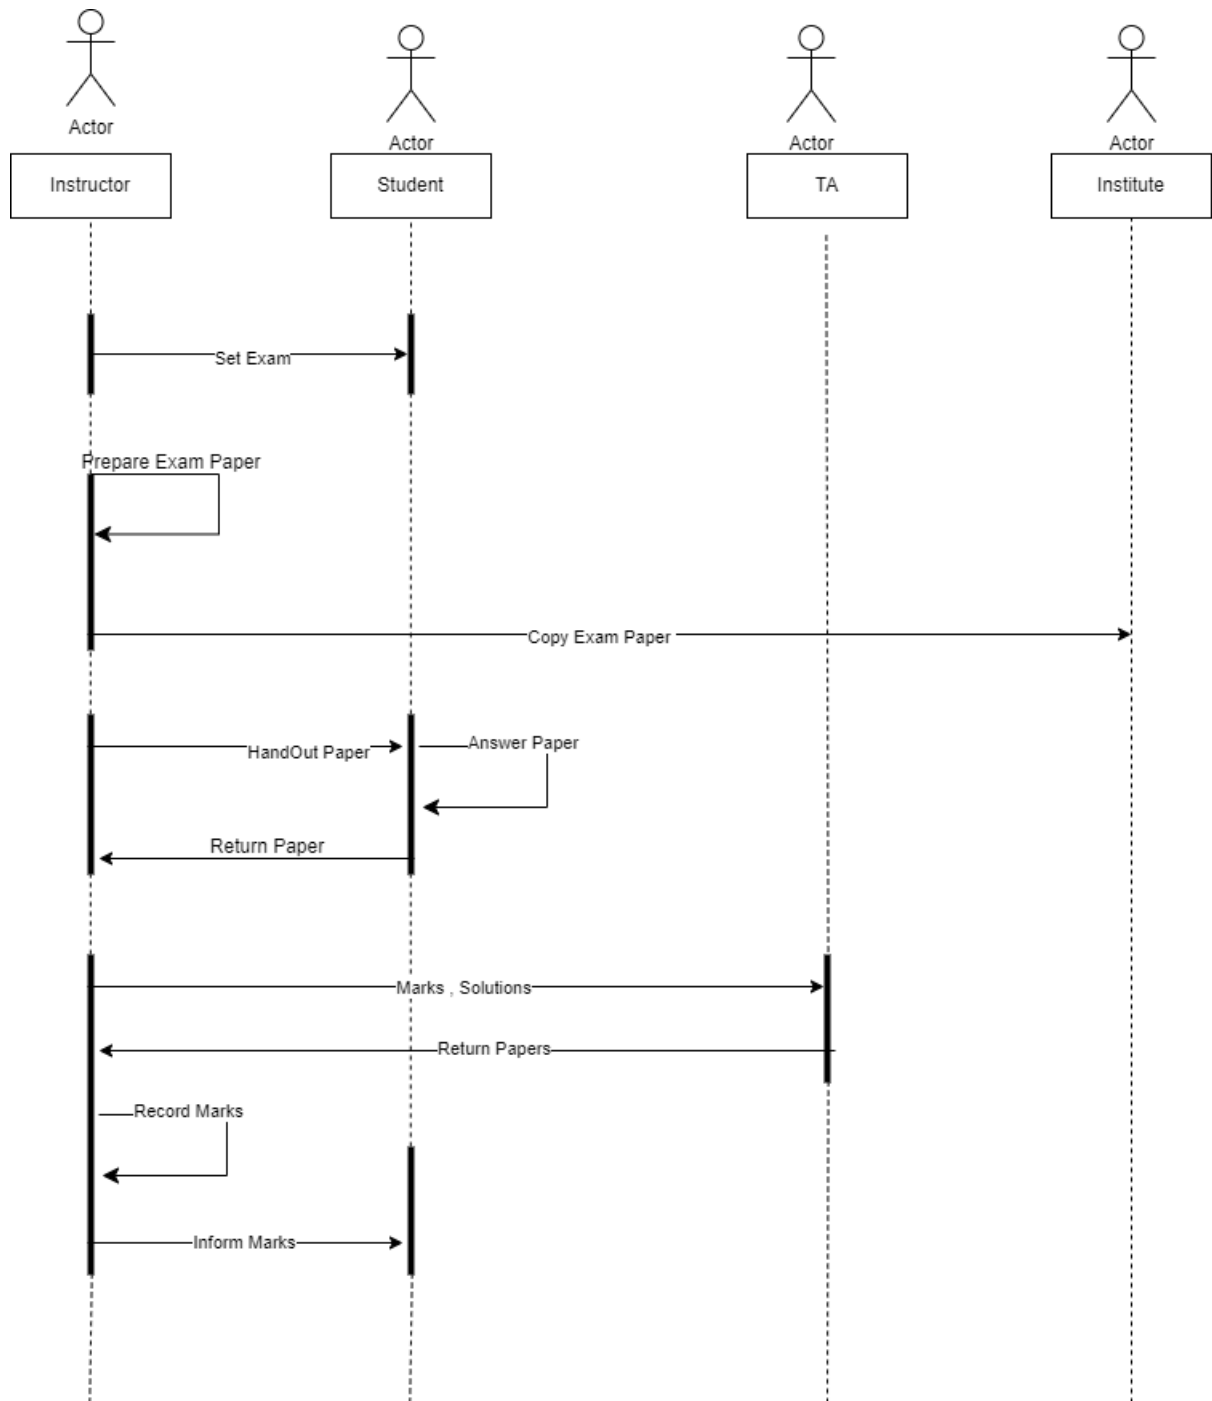 Actor
Actor
Actor
Actor
Instructor
Student
TA
Institute
Set Exam
Prepare Exam Paper
Copy Exam Paper
HandOut Paper
Answer Paper
Return Paper
Marks , Solutions
Return Papers
Record Marks
Inform Marks